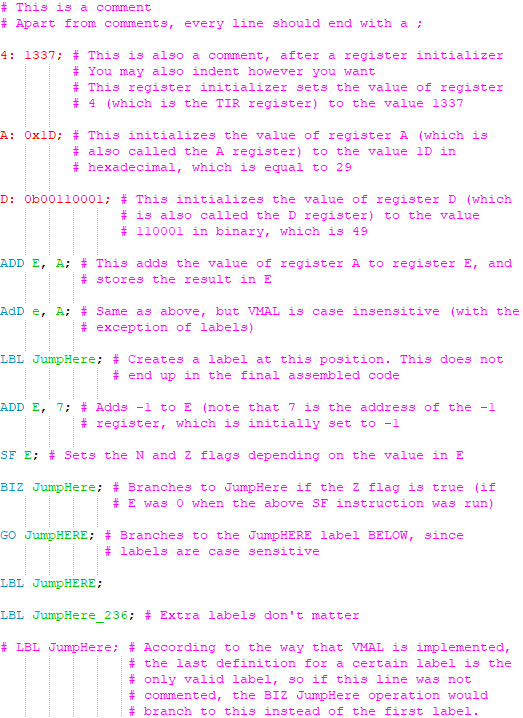 # This is a comment
# Apart from comments, every line should end with a ;
4: 1337; # This is also a comment, after a register initializer
# You may also indent however you want
# This register initializer sets the value of register
# 4 (which is the TIR register) to the value 1337
A: 0x1D; # This initializes the value of register A (which is
# also called the A register) to the value 1D in
# hexadecimal, which is equal to 29
D: 0b00110001; # This initializes the value of register D (which
# is also called the D register) to the value
# 110001 in binary, which is 49
ADD E, A; # This adds the value of register A to register E, and
# stores the result in E
AdD e, A; # Same as above, but VMAL is case insensitive (with the
# exception of labels)
LBL JumpHere; # Creates a label at this position. This does not
# end up in the final assembled code
ADD E, 7; # Adds -1 to E (note that 7 is the address of the -1
# register, which is initially set to -1
SF E; # Sets the N and Z flags depending on the value in E
BIZ JumpHere; # Branches to JumpHere if the Z flag is true (if
# E was 0 when the above SF instruction was run)
GO JumpHERE; # Branches to the JumpHERE label BELOW, since
# labels are case sensitive
LBL JumpHERE;
LBL JumpHere_236; # Extra labels don't matter
# LBL JumpHere; # According to the way that VMAL is implemented,
# the last definition for a certain label is the
# only valid label, so if this line was not
# commented, the BIZ JumpHere operation would
# branch to this instead of the first label.